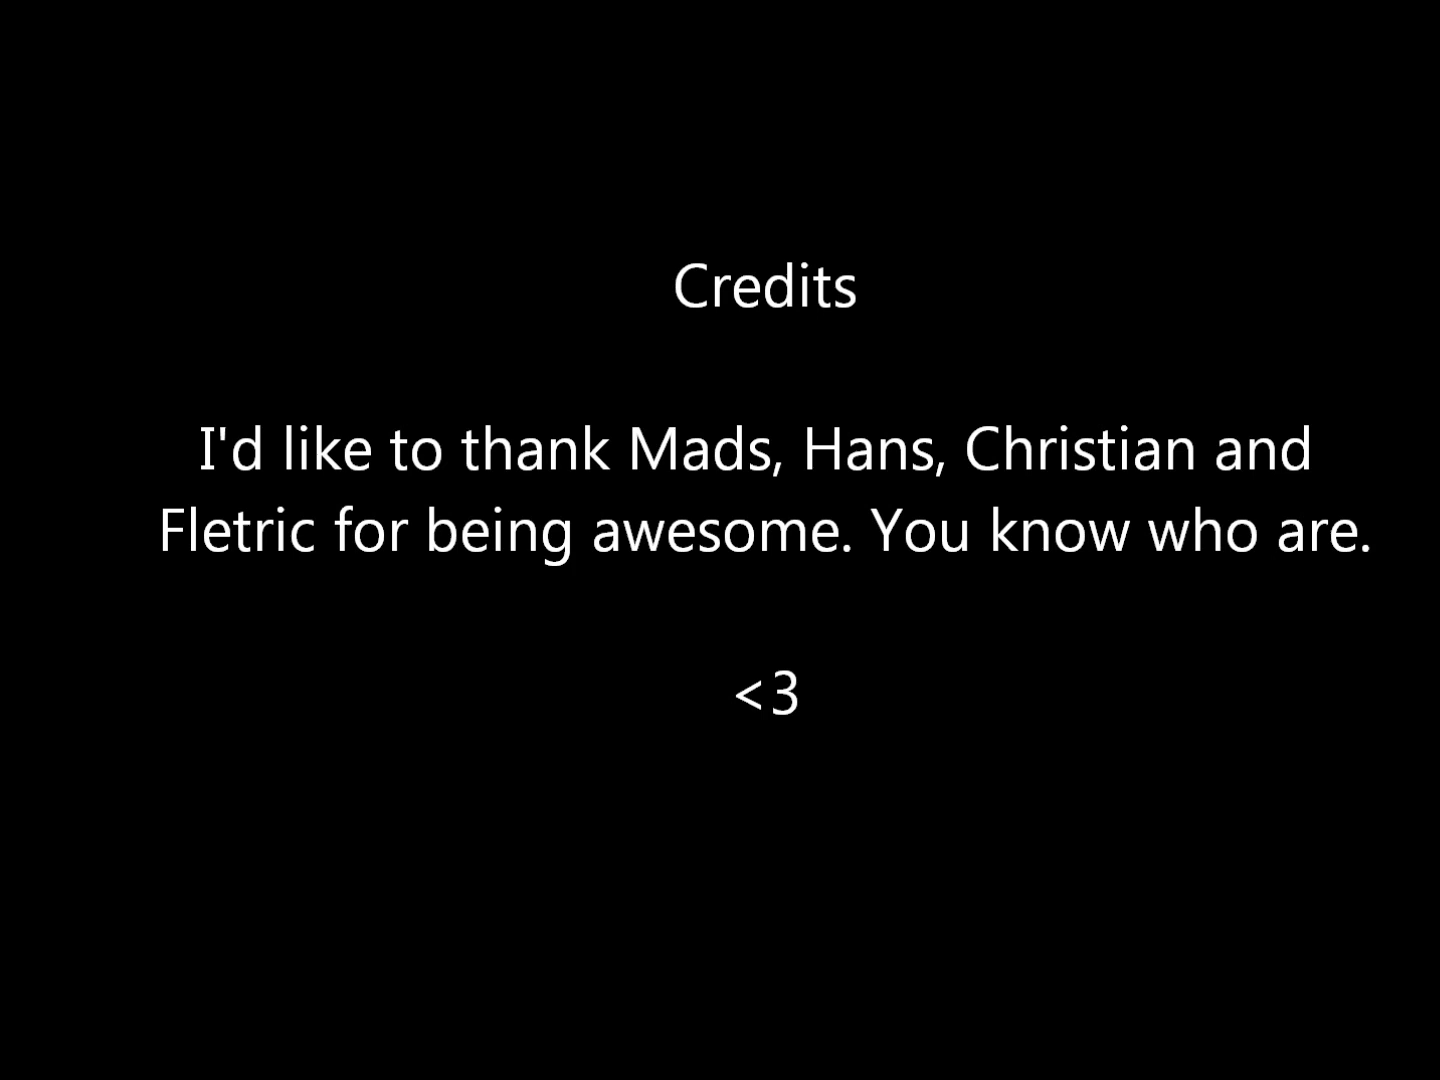 Credits
I'd like to thank Mads, Hans, Christian and
Fletric for being awesome. You know who are.
<3